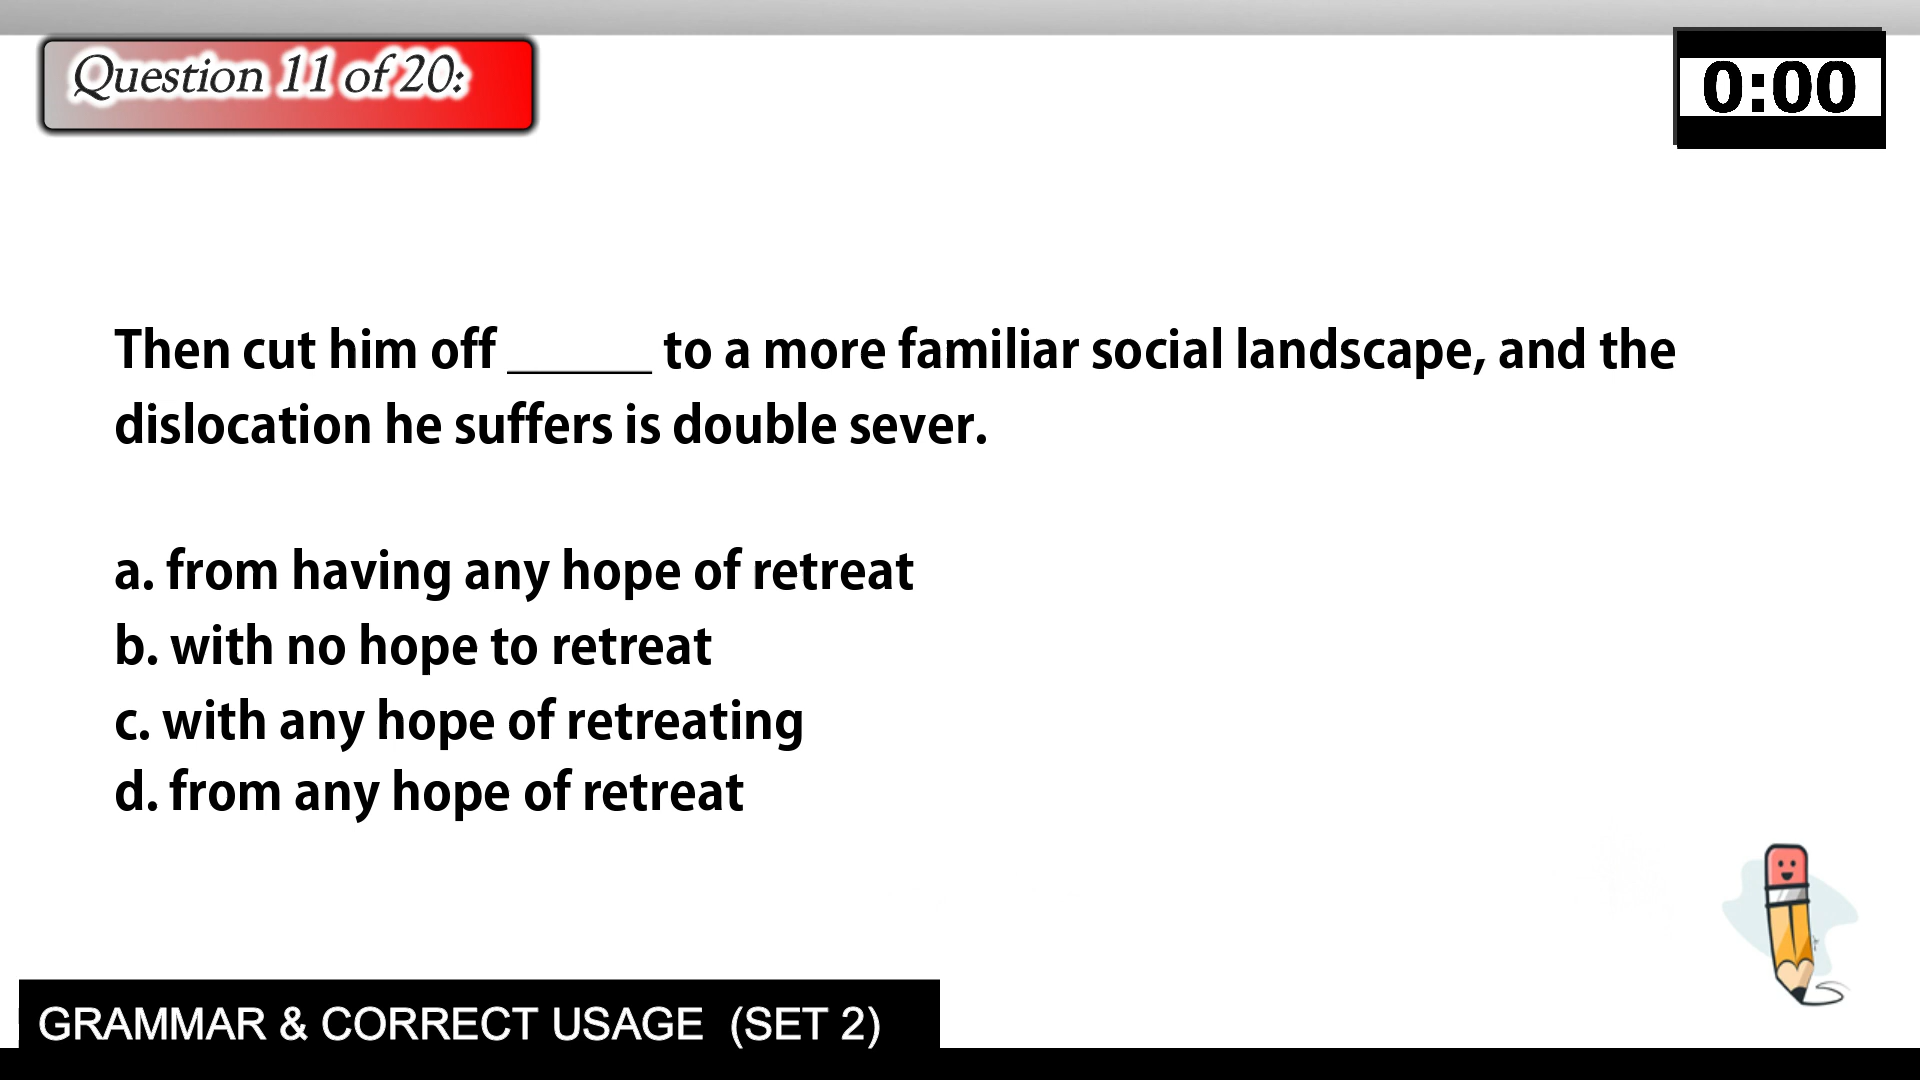 Question 11 of 20:
0:00
Then cut him off ______ to a more familiar social landscape, and the
dislocation he suffers is double sever.
a. from having any hope of retreat
b. with no hope to retreat
c. with any hope of retreating
d. from any hope of retreat
GRAMMAR & CORRECT USAGE (SET 2)